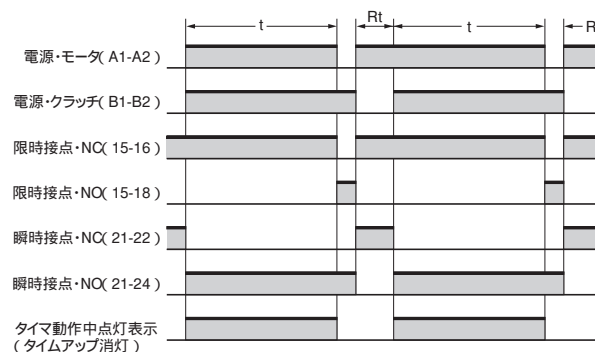 t Rt t R
電源・モータ(A1-A2)
電源・クラッチ(B1-B2)
限時接点・NC(15-16)
限時接点・NO(15-18)
瞬時接点・NC(21-22)
瞬時接点・NO(21-24)
タイマ動作中点灯表示
(タイムアップ消灯)